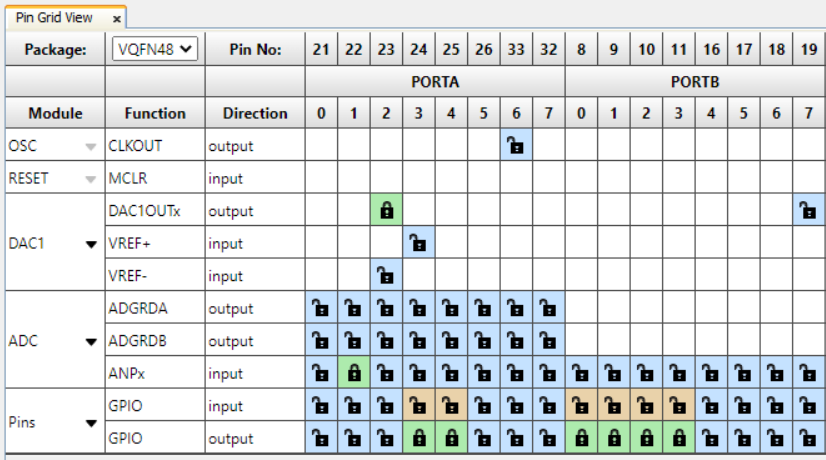 Pin Grid View ×
Package: VQFN48 Pin No: 21 22 23 24 25 26 33 32 8 9 10 11 16 17 18 19
PORTA PORTB
Module Function Direction 0 1 2 3 4 5 6 7 0 1 2 3 4 5 6 7
OSC CLKOUT output
RESET MCLR input
DAC1OUTx output
DAC1 VREF+ input
VREF- input
ADGRDA output
ADC ADGRDB output
ANPx input
GPIO input
Pins
GPIO output